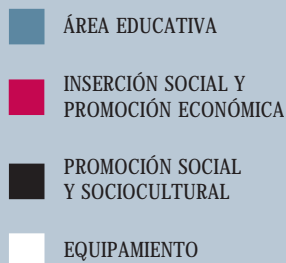 ÁREA EDUCATIVA
INSERCIÓN SOCIAL Y
PROMOCIÓN ECONÓMICA
PROMOCIÓN SOCIAL
Y SOCIOCULTURAL
EQUIPAMIENTO